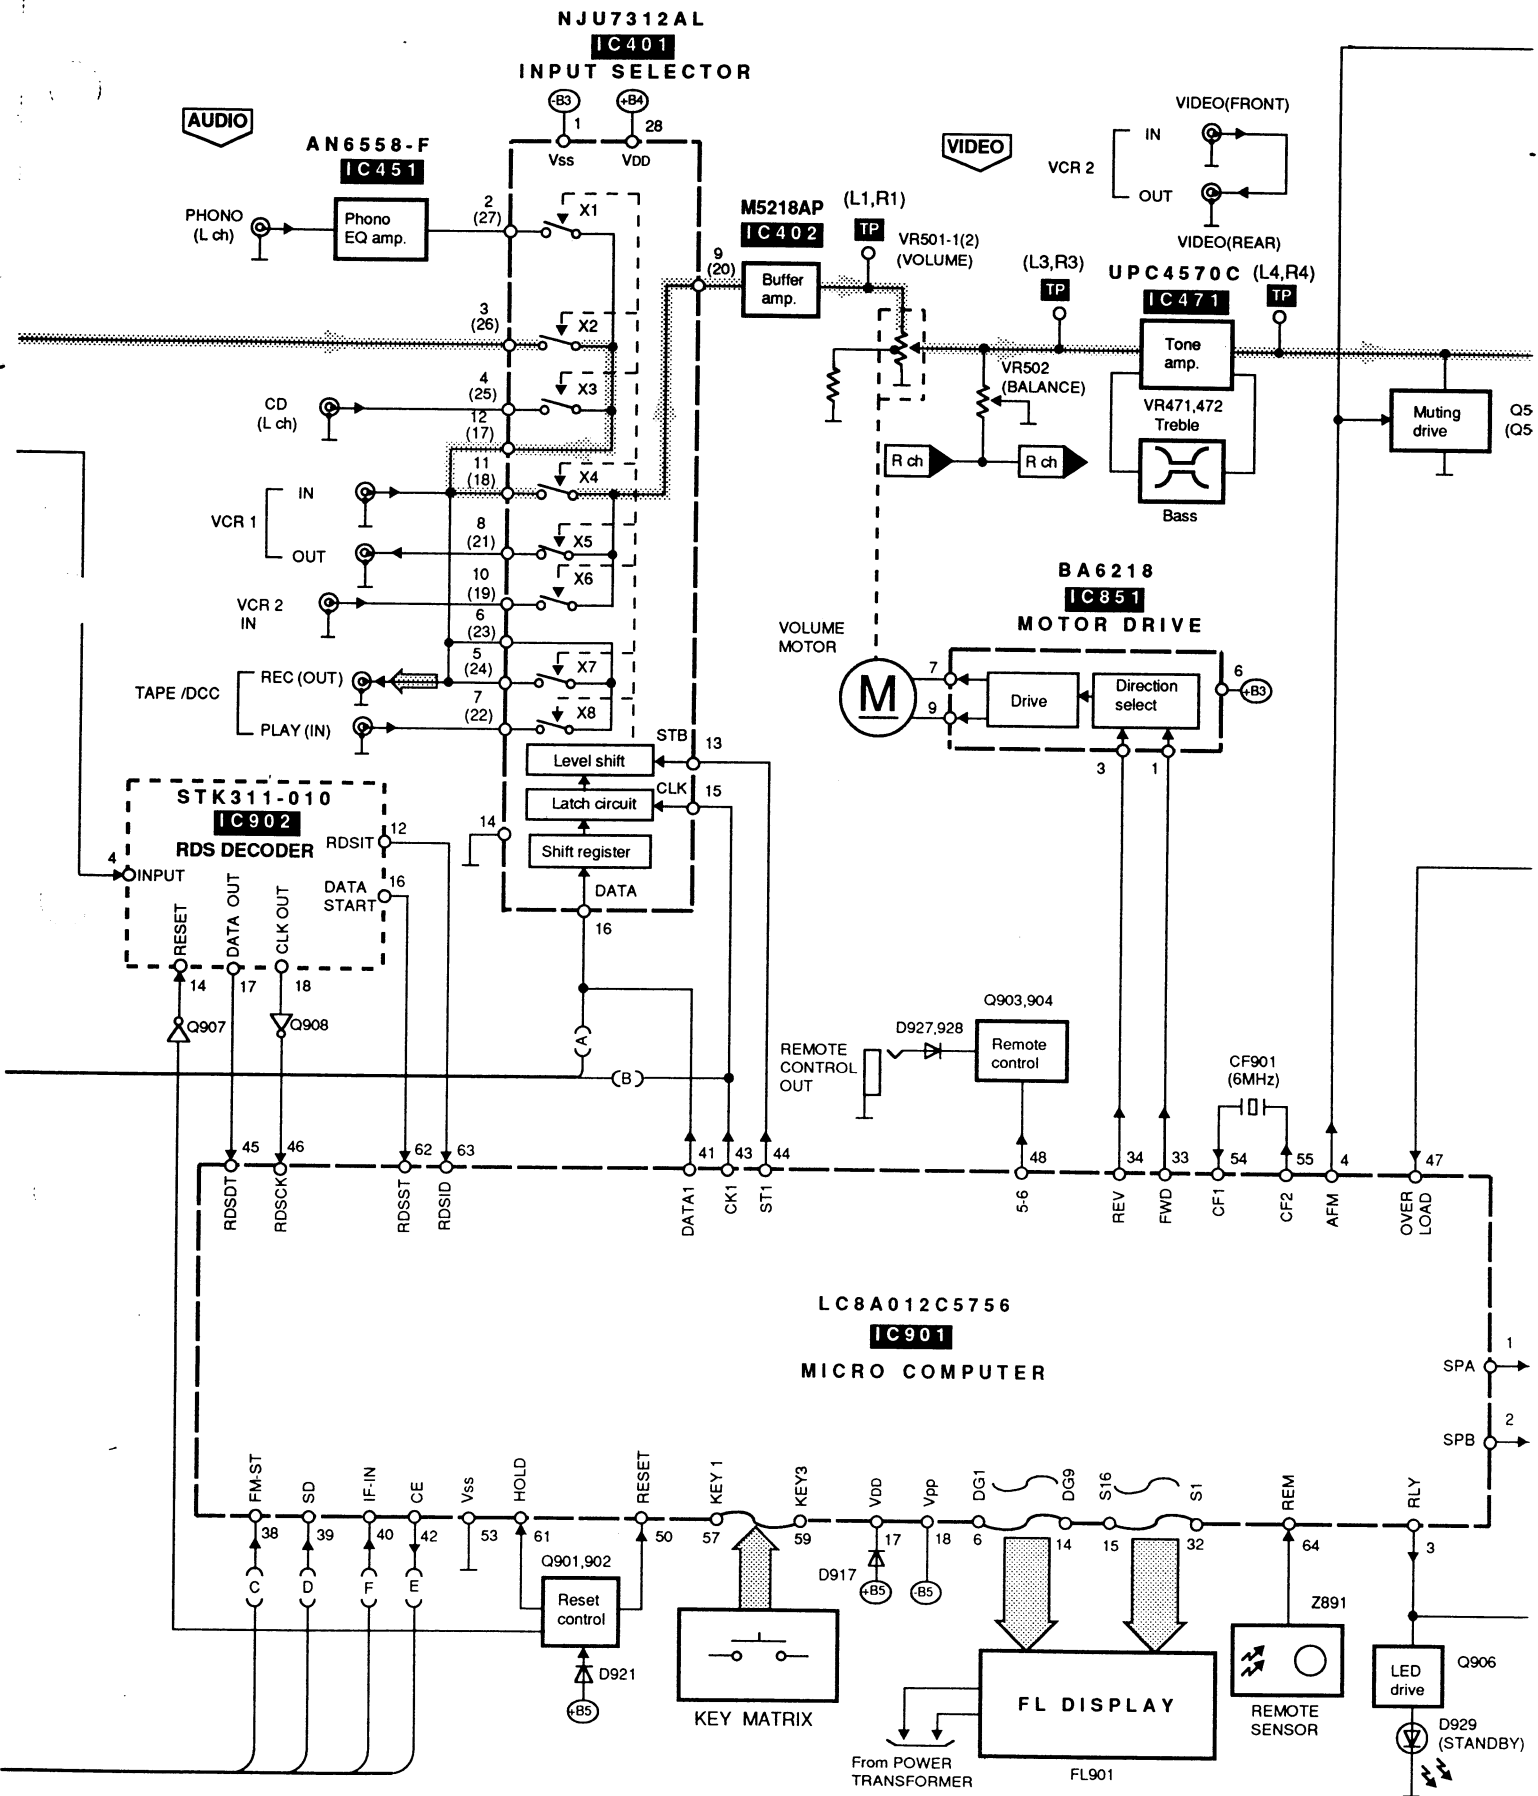 NJU7312AL
IC401
INPUT SELECTOR
-B3
+B4
1
28
Vss
VDD
AUDIO
AN6558-F
IC451
PHONO
(L ch)
Phono
EQ amp.
2
(27)
X1
3
(26)
X2
4
(25)
X3
CD
(L ch)
12
(17)
11
(18)
X4
IN
VCR 1
OUT
8
(21)
X5
10
(19)
X6
VCR 2
IN
6
(23)
5
(24)
X7
TAPE /DCC
REC (OUT)
PLAY (IN)
7
(22)
X8
9
(20)
M5218AP
IC402
Buffer
amp.
(L1,R1)
TP
VR501-1(2)
(VOLUME)
VIDEO
VIDEO(FRONT)
IN
VCR 2
OUT
VIDEO(REAR)
(L3,R3)
TP
UPC4570C
IC471
(L4,R4)
TP
Tone
amp.
VR502
(BALANCE)
VR471,472
Treble
Bass
R ch
R ch
Muting
drive
Q5
(Q5
BA6218
IC851
MOTOR DRIVE
VOLUME
MOTOR
M
7
9
Drive
Direction
select
6
+B3
3
1
STB
13
Level shift
CLK
15
Latch circuit
14
Shift register
DATA
16
STK311-010
IC902
RDS DECODER
RDSIT
12
4
INPUT
DATA
START
16
RESET
DATA OUT
CLK OUT
14
17
18
Q907
Q908
A
B
Q903,904
D927,928
Remote
control
REMOTE
CONTROL
OUT
CF901
(6MHz)
45
46
62
63
41
43
44
48
34
33
54
55
4
47
RDSDT
RDSCK
RDSST
RDSID
DATA1
CK1
ST1
5-6
REV
FWD
CF1
CF2
AFM
OVER
LOAD
LC8A012C5756
IC901
MICRO COMPUTER
1
SPA
2
SPB
FM-ST
SD
IF-IN
CE
Vss
HOLD
RESET
KEY 1
KEY3
VDD
Vpp
DG1
DG9
S16
S1
REM
RLY
38
39
40
42
53
61
50
57
59
17
18
6
14
15
32
64
3
C
D
F
E
Q901,902
Reset
control
D921
+B5
D917
+B5
-B5
KEY MATRIX
FL DISPLAY
FL901
From POWER
TRANSFORMER
Z891
REMOTE
SENSOR
LED
drive
Q906
D929
(STANDBY)